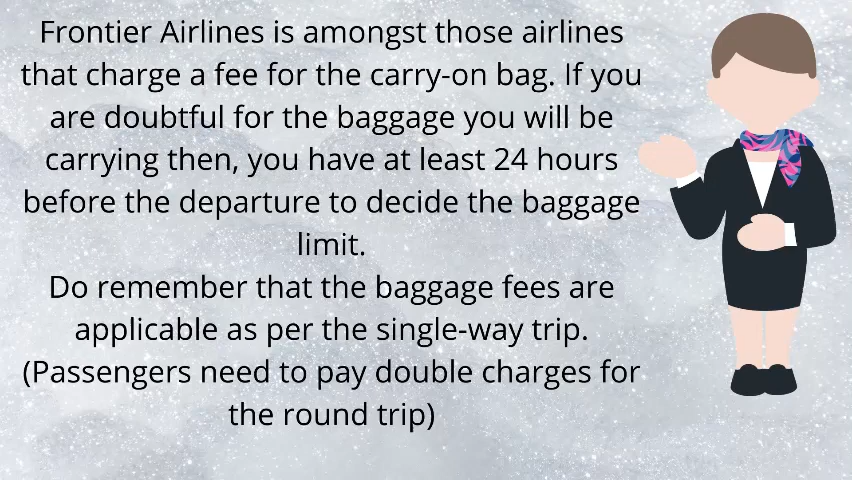 Frontier Airlines is amongst those airlines
that charge a fee for the carry-on bag. If you
are doubtful for the baggage you will be
carrying then, you have at least 24 hours
before the departure to decide the baggage
limit.
Do remember that the baggage fees are
applicable as per the single-way trip.
(Passengers need to pay double charges for
the round trip)